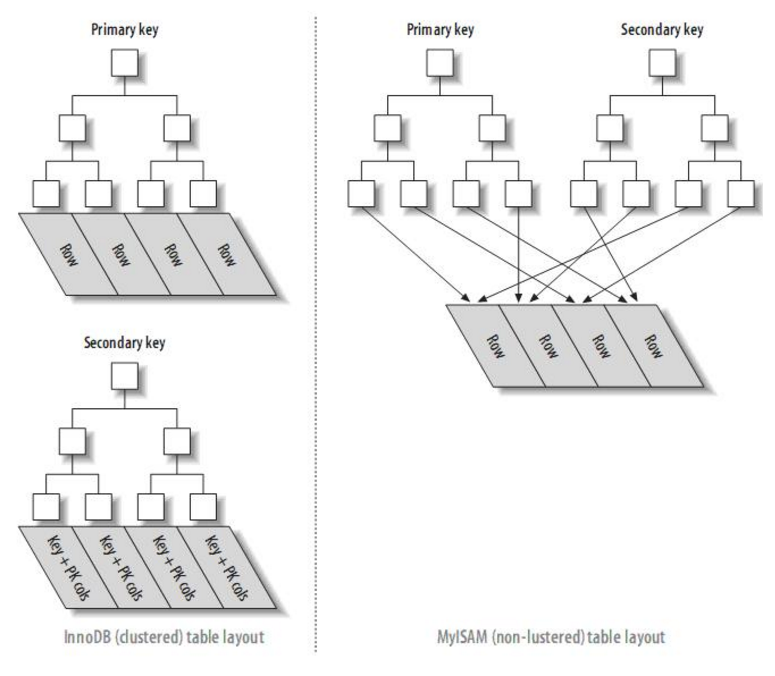 Primary key
Row
Row
Row
Row
Secondary key
Key + PK cols
Key + PK cols
Key + PK cols
Key + PK cols
InnoDB (clustered) table layout
Primary key
Secondary key
Row
Row
Row
Row
MyISAM (non-lustered) table layout